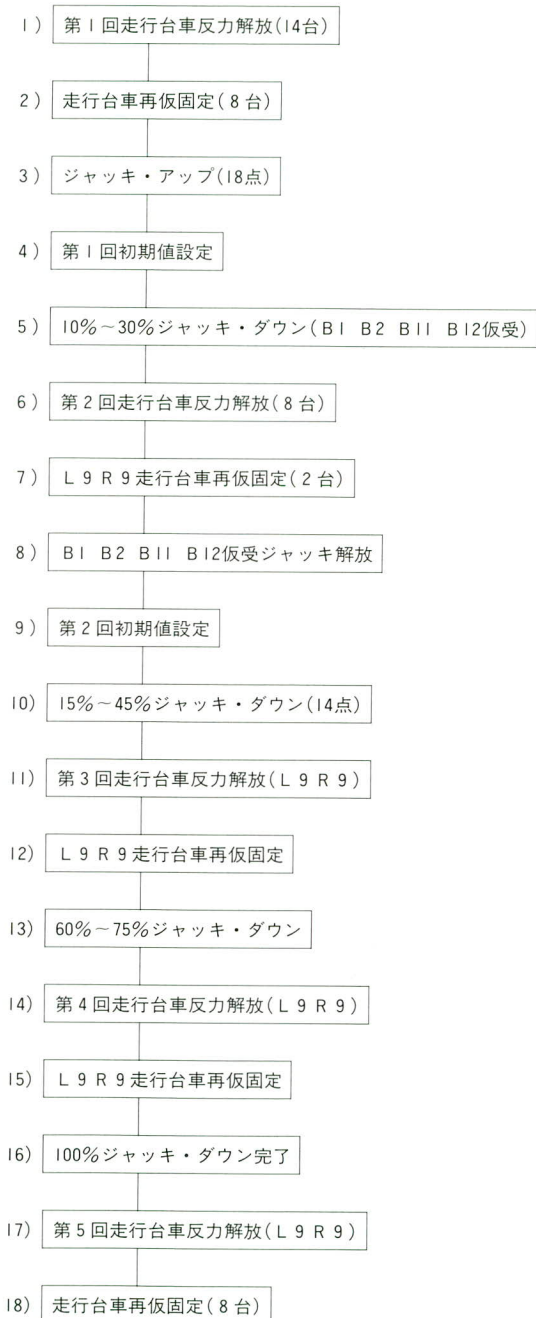 1) 第1回走行台車反力解放(14台)
2) 走行台車再仮固定(8台)
3) ジャッキ・アップ(18点)
4) 第1回初期値設定
5) 10%~30%ジャッキ・ダウン(B1 B2 B11 B12仮受)
6) 第2回走行台車反力解放(8台)
7) L9R9走行台車再仮固定(2台)
8) B1 B2 B11 B12仮受ジャッキ解放
9) 第2回初期値設定
10) 15%~45%ジャッキ・ダウン(14点)
11) 第3回走行台車反力解放(L9R9)
12) L9R9走行台車再仮固定
13) 60%~75%ジャッキ・ダウン
14) 第4回走行台車反力解放(L9R9)
15) L9R9走行台車再仮固定
16) 100%ジャッキ・ダウン完了
17) 第5回走行台車反力解放(L9R9)
18) 走行台車再仮固定(8台)